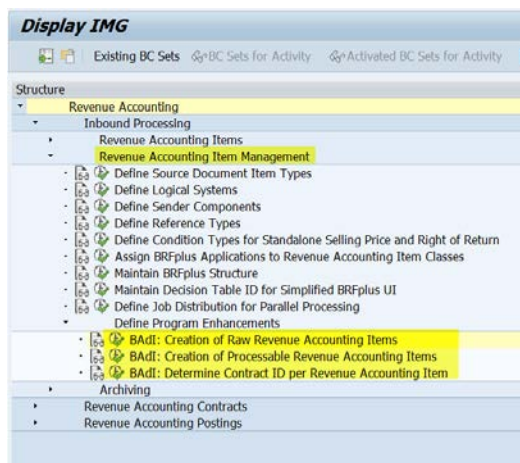 Display IMG
Existing BC Sets BC Sets for Activity Activated BC Sets for Activity
Structure
Revenue Accounting
Inbound Processing
Revenue Accounting Items
Revenue Accounting Item Management
Define Source Document Item Types
Define Logical Systems
Define Sender Components
Define Reference Types
Define Condition Types for Standalone Selling Price and Right of Return
Assign BRFplus Applications to Revenue Accounting Item Classes
Maintain BRFplus Structure
Maintain Decision Table ID for Simplified BRFplus UI
Define Job Distribution for Parallel Processing
Define Program Enhancements
BAdI: Creation of Raw Revenue Accounting Items
BAdI: Creation of Processable Revenue Accounting Items
BAdI: Determine Contract ID per Revenue Accounting Item
Archiving
Revenue Accounting Contracts
Revenue Accounting Postings